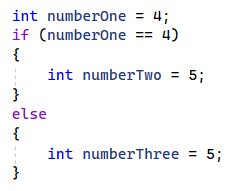 int numberOne = 4;
if (numberOne == 4)
{
    int numberTwo = 5;
}
else
{
    int numberThree = 5;
}